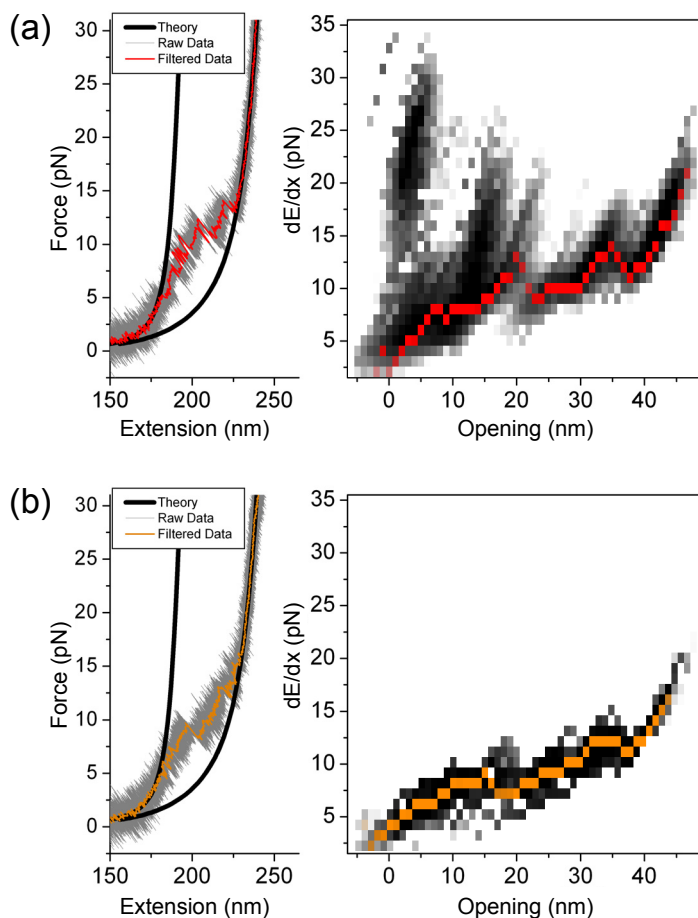 (a)
Theory
Raw Data
Filtered Data
30
25
20
15
10
5
0
Force (pN)
150 200 250
Extension (nm)
35
30
25
20
15
10
5
dE/dx (pN)
0 10 20 30 40
Opening (nm)
(b)
Theory
Raw Data
Filtered Data
30
25
20
15
10
5
0
Force (pN)
150 200 250
Extension (nm)
35
30
25
20
15
10
5
dE/dx (pN)
0 10 20 30 40
Opening (nm)